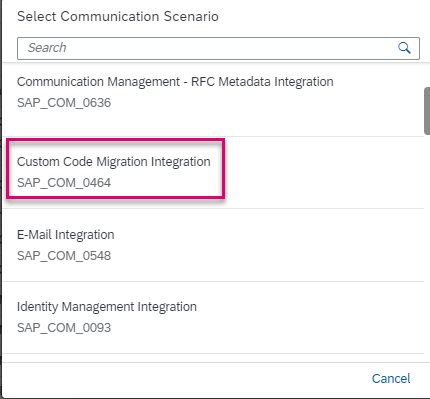 Select Communication Scenario
Search
Communication Management - RFC Metadata Integration
SAP_COM_0636
Custom Code Migration Integration
SAP_COM_0464
E-Mail Integration
SAP_COM_0548
Identity Management Integration
SAP_COM_0093
Cancel